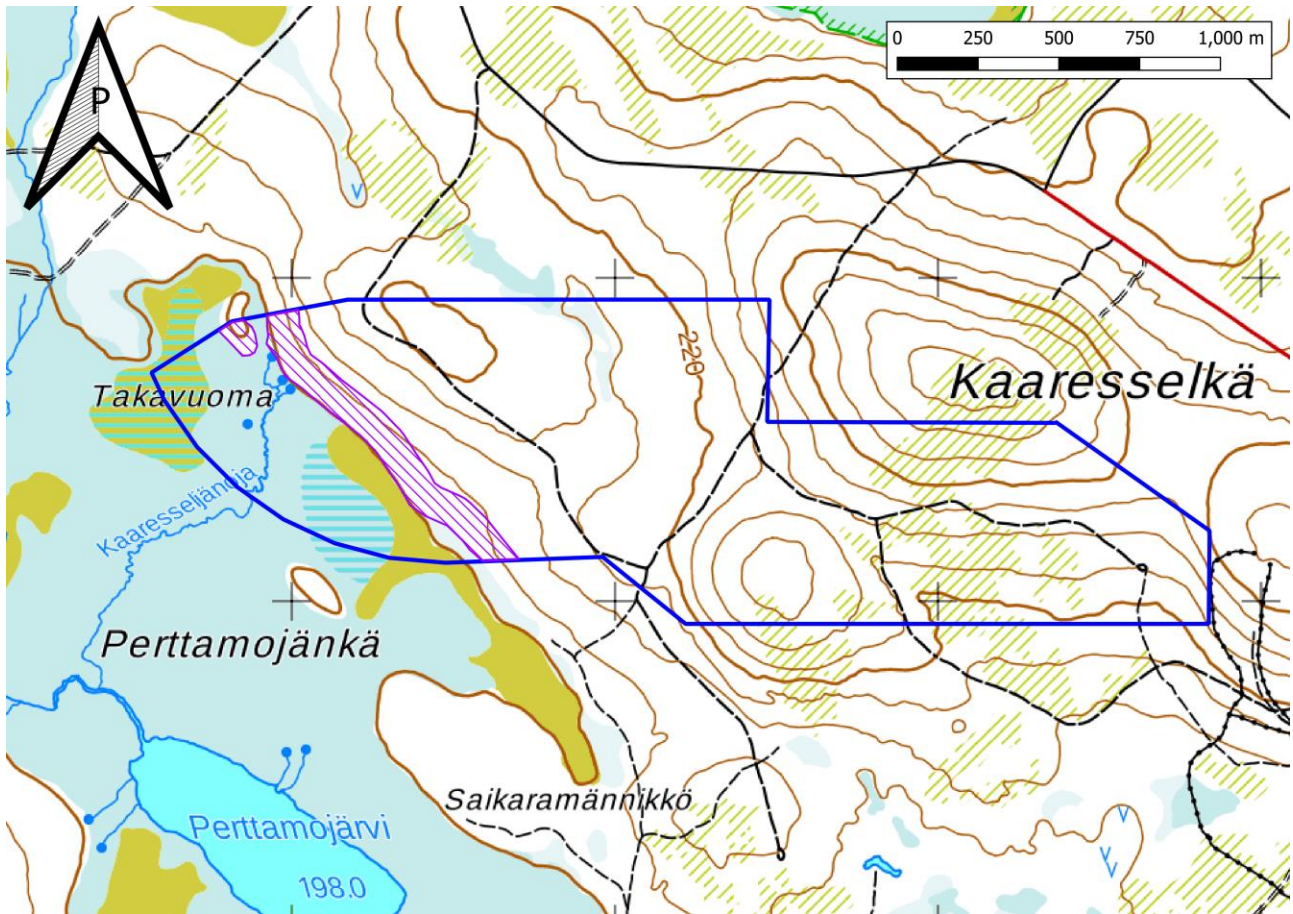 0 250 500 750 1,000 m
P
220
Kaaresselkä
Takavuoma
Kaaresseljänoja
Perttamojänkä
Saikaramännikkö
Perttamojärvi
198.0